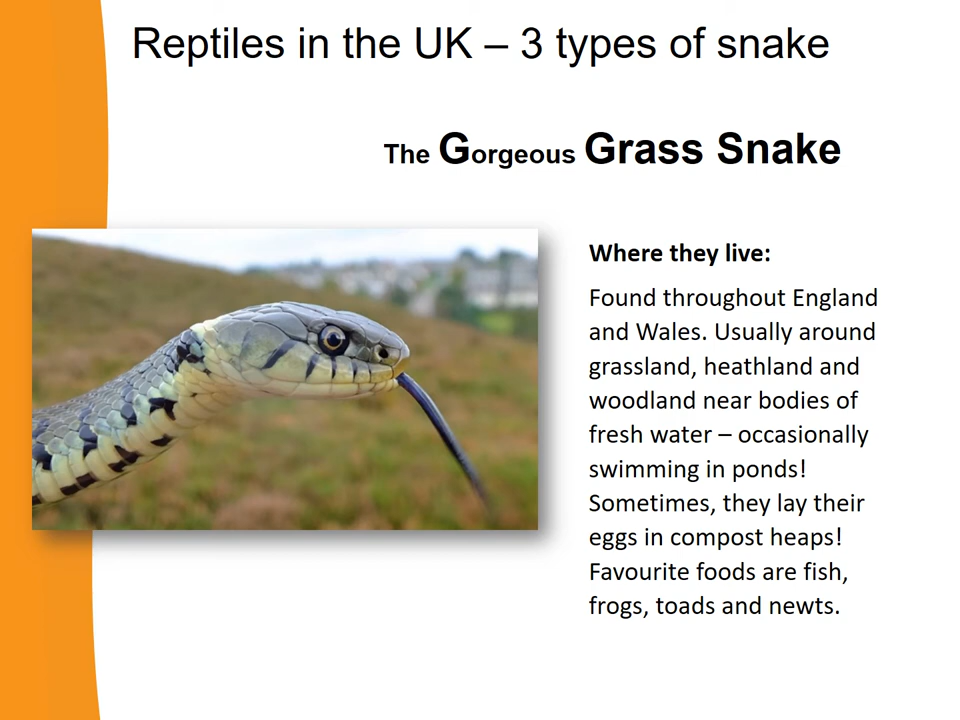 Reptiles in the UK – 3 types of snake
The Gorgeous Grass Snake
Where they live:
Found throughout England
and Wales. Usually around
grassland, heathland and
woodland near bodies of
fresh water – occasionally
swimming in ponds!
Sometimes, they lay their
eggs in compost heaps!
Favourite foods are fish,
frogs, toads and newts.